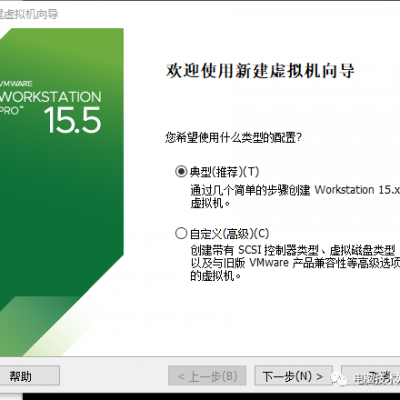 建虚拟机向导
VMWARE
WORKSTATION
PRO™
15.5
欢迎使用新建虚拟机向导
您希望使用什么类型的配置?
典型(推荐)(T)
通过几个简单的步骤创建 Workstation 15.x
虚拟机。
自定义(高级)(C)
创建带有 SCSI 控制器类型、虚拟磁盘类型
以及与旧版 VMware 产品兼容性等高级选项
的虚拟机。
帮助
< 上一步(B)
下一步(N) >
取消
电脑技术